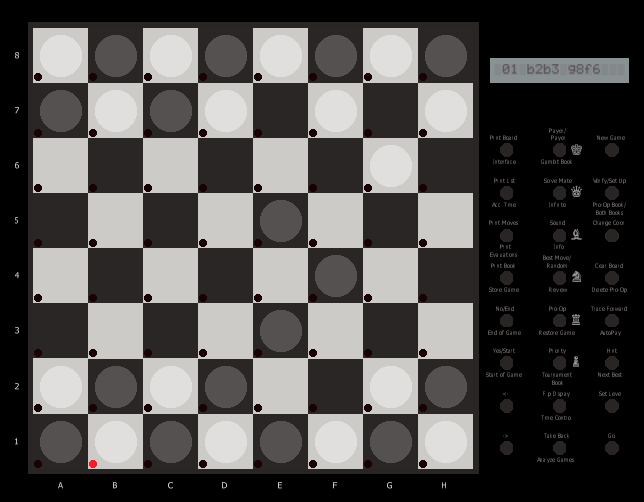 8
01 b2b3 g8f6
7
Print Board
Player/
Player
New Game
Interface
Gambit Book
6
Print List
Solve Mate
Verify/Set Up
Acc. Time
Infinite
Pro-Op Book/
Both Books
5
Print Moves
Sound
Change Color
Print
Evaluations
Info
Best Move/
Random
4
Print Book
Clear Board
Store Game
Review
Delete Pro-Op
3
No/End
Pro-Op
Trace Forward
End of Game
Restore Game
AutoPlay
Yes/Start
Priority
Hint
Start of Game
Tournament
Book
Next Best
2
<-
Flip Display
Set Level
Time Control
1
->
Take Back
Go
Analyze Games
A B C D E F G H